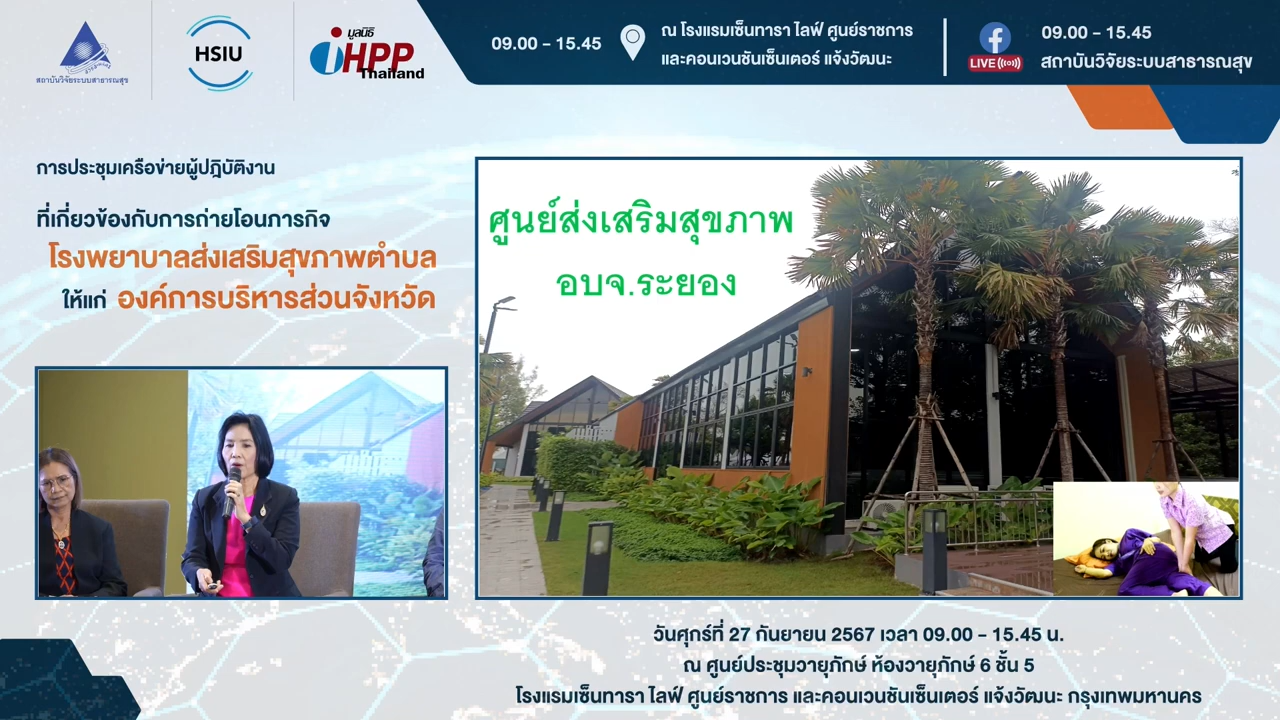 สถาบันวิจัยระบบสาธารณสุข
HSIU
มูลนิธิ
iHPP
Thailand
09.00 - 15.45
ณ โรงแรมเซ็นทารา ไลฟ์ ศูนย์ราชการ
และคอนเวนชันเซ็นเตอร์ แจ้งวัฒนะ
LIVE
09.00 - 15.45
สถาบันวิจัยระบบสาธารณสุข
การประชุมเครือข่ายผู้ปฏิบัติงาน
ที่เกี่ยวข้องกับการถ่ายโอนภารกิจ
โรงพยาบาลส่งเสริมสุขภาพตำบล
ให้แก่ องค์การบริหารส่วนจังหวัด
ศูนย์ส่งเสริมสุขภาพ
อบจ.ระยอง
วันศุกร์ที่ 27 กันยายน 2567 เวลา 09.00 - 15.45 น.
ณ ศูนย์ประชุมวายุภักษ์ ห้องวายุภักษ์ 6 ชั้น 5
โรงแรมเซ็นทารา ไลฟ์ ศูนย์ราชการ และคอนเวนชันเซ็นเตอร์ แจ้งวัฒนะ กรุงเทพมหานคร